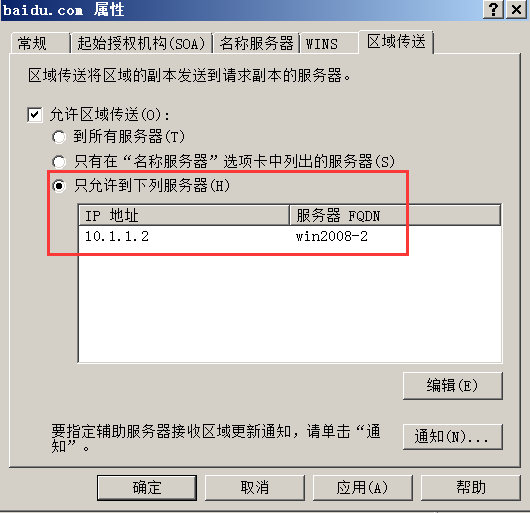 baidu.com 属性
常规 起始授权机构(SOA) 名称服务器 WINS 区域传送
区域传送将区域的副本发送到请求副本的服务器。
允许区域传送(O):
到所有服务器(T)
只有在“名称服务器”选项卡中列出的服务器(S)
只允许到下列服务器(H)
IP 地址 服务器 FQDN
10.1.1.2 win2008-2
编辑(E)
要指定辅助服务器接收区域更新通知,请单击“通
知”。
通知(N)...
确定 取消 应用(A) 帮助